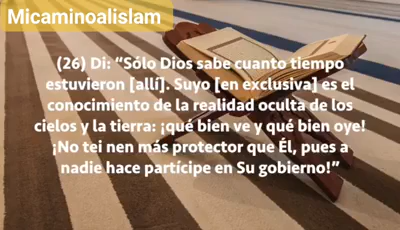 Micaminoalislam
(26) Di: “Sólo Dios sabe cuanto tiempo
estuvieron [allí]. Suyo [en exclusiva] es el
conocimiento de la realidad oculta de los
cielos y la tierra: ¡qué bien ve y qué bien oye!
¡No tei nen más protector que Él, pues a
nadie hace partícipe en Su gobierno!”